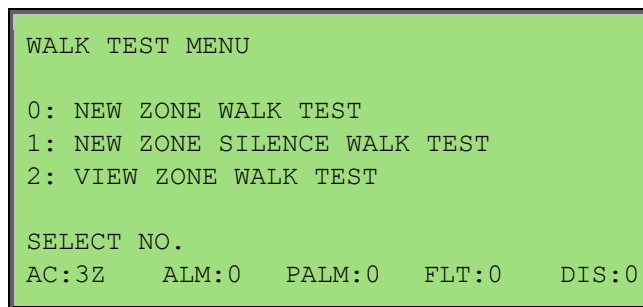 WALK TEST MENU
0: NEW ZONE WALK TEST
1: NEW ZONE SILENCE WALK TEST
2: VIEW ZONE WALK TEST
SELECT NO.
AC:3Z ALM:0 PALM:0 FLT:0 DIS:0